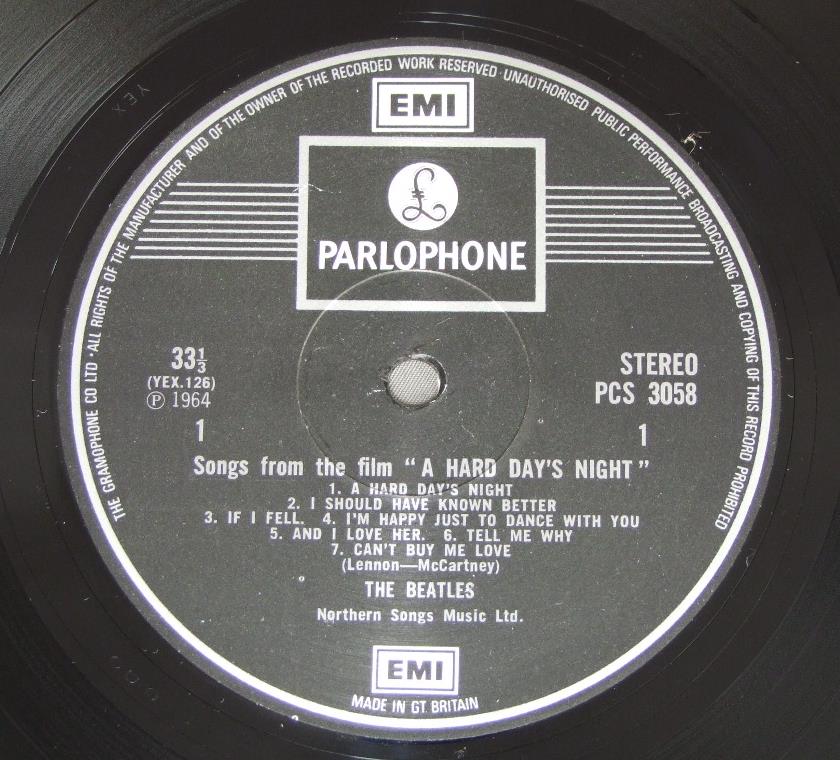 THE GRAMOPHONE CO LTD · ALL RIGHTS OF THE MANUFACTURER AND OF THE OWNER OF THE RECORDED WORK RESERVED · UNAUTHORISED PUBLIC PERFORMANCE BROADCASTING AND COPYING OF THIS RECORD PROHIBITED
EMI
£
PARLOPHONE
33⅓
(YEX.126)
℗ 1964
1
STEREO
PCS 3058
1
Songs from the film “A HARD DAY'S NIGHT”
1. A HARD DAY'S NIGHT
2. I SHOULD HAVE KNOWN BETTER
3. IF I FELL. 4. I'M HAPPY JUST TO DANCE WITH YOU
5. AND I LOVE HER. 6. TELL ME WHY
7. CAN'T BUY ME LOVE
(Lennon—McCartney)
THE BEATLES
Northern Songs Music Ltd.
EMI
MADE IN GT. BRITAIN
YEX